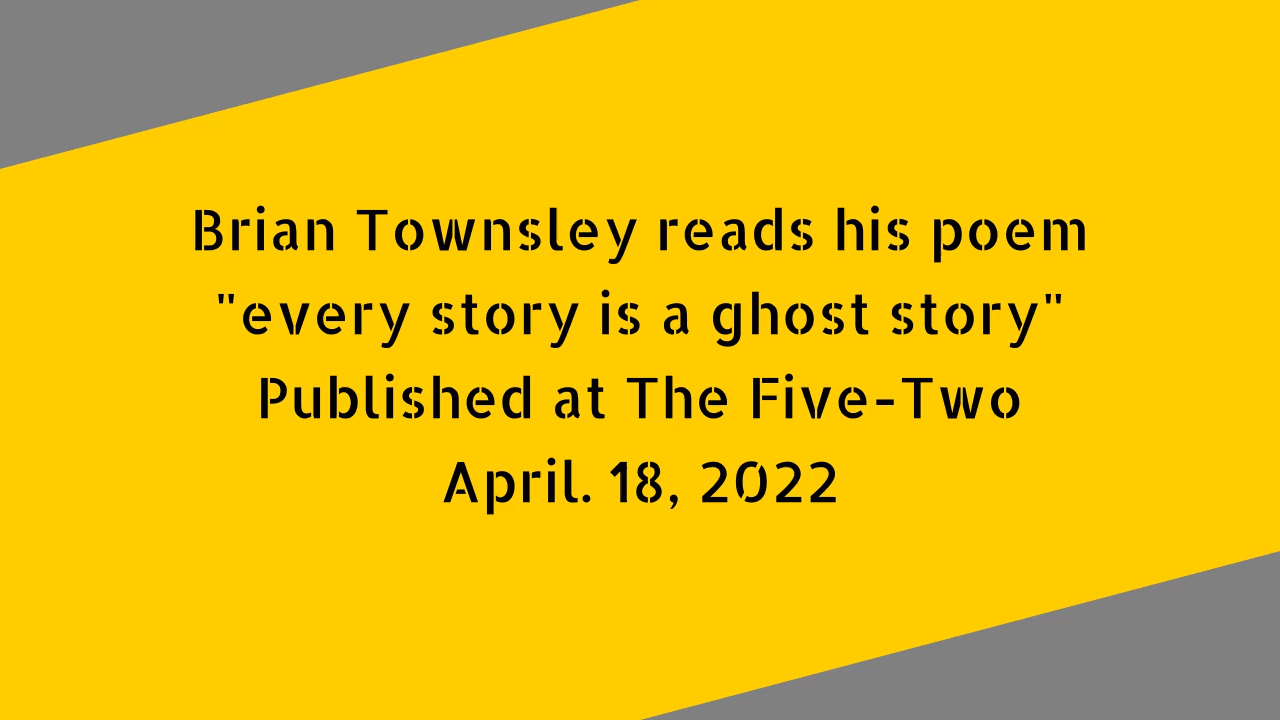 Brian Townsley reads his poem
"every story is a ghost story"
Published at The Five-Two
April. 18, 2022